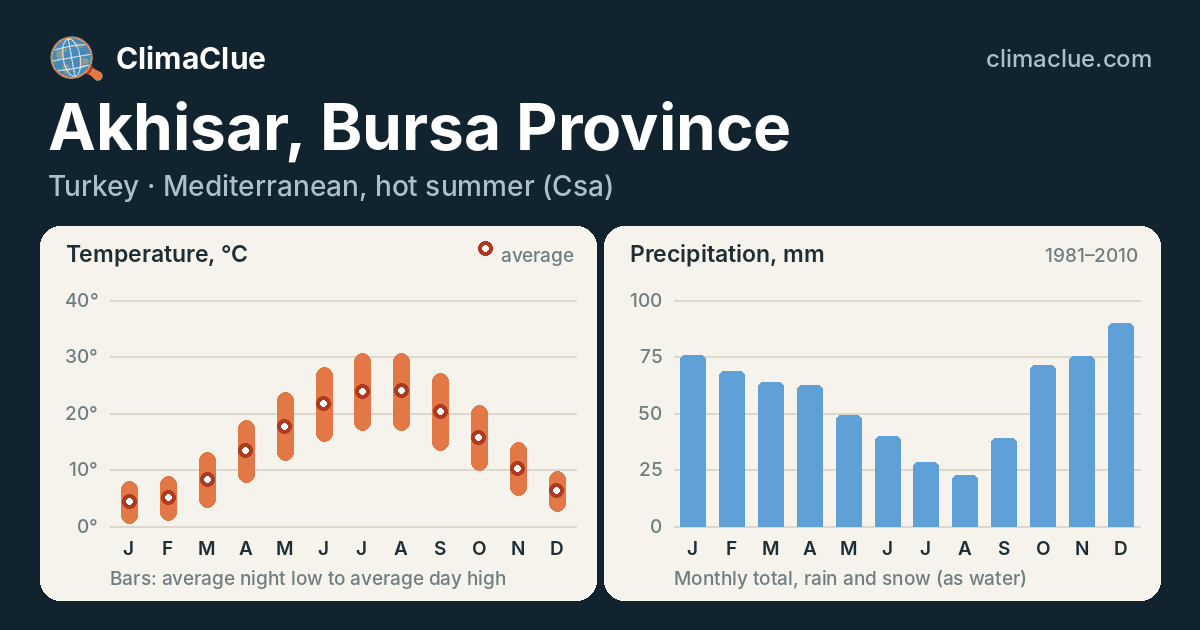 ClimaClue
climaclue.com
Akhisar, Bursa Province
Turkey · Mediterranean, hot summer (Csa)
Temperature, °C
average
40°
30°
20°
10°
0°
J F M A M J J A S O N D
Bars: average night low to average day high
Precipitation, mm
1981–2010
100
75
50
25
0
J F M A M J J A S O N D
Monthly total, rain and snow (as water)